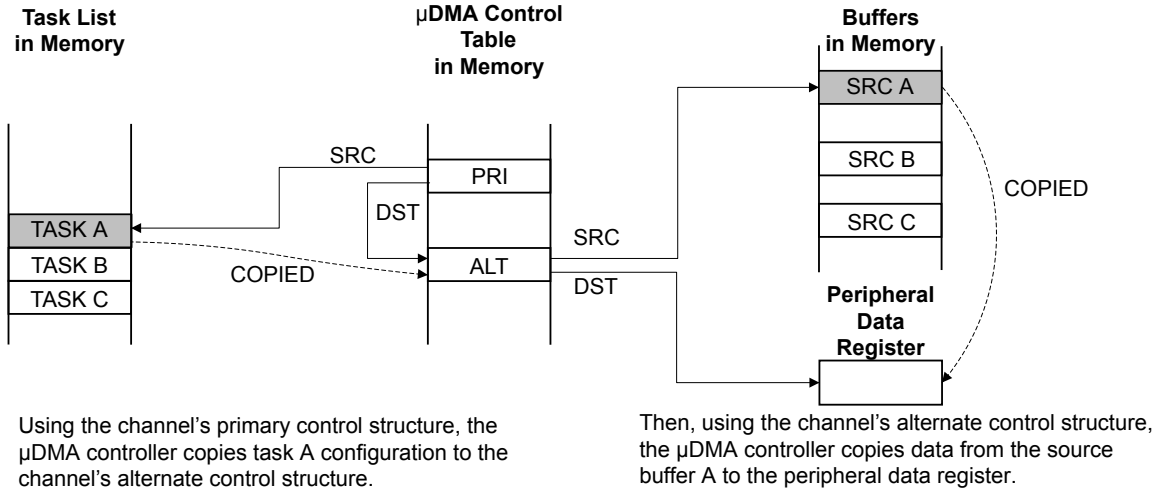 Task List
in Memory
µDMA Control
Table
in Memory
Buffers
in Memory
SRC A
SRC
PRI
SRC B
COPIED
DST
SRC C
TASK A
SRC
TASK B
COPIED
ALT
DST
TASK C
Peripheral
Data
Register
Using the channel's primary control structure, the
µDMA controller copies task A configuration to the
channel's alternate control structure.
Then, using the channel's alternate control structure,
the µDMA controller copies data from the source
buffer A to the peripheral data register.